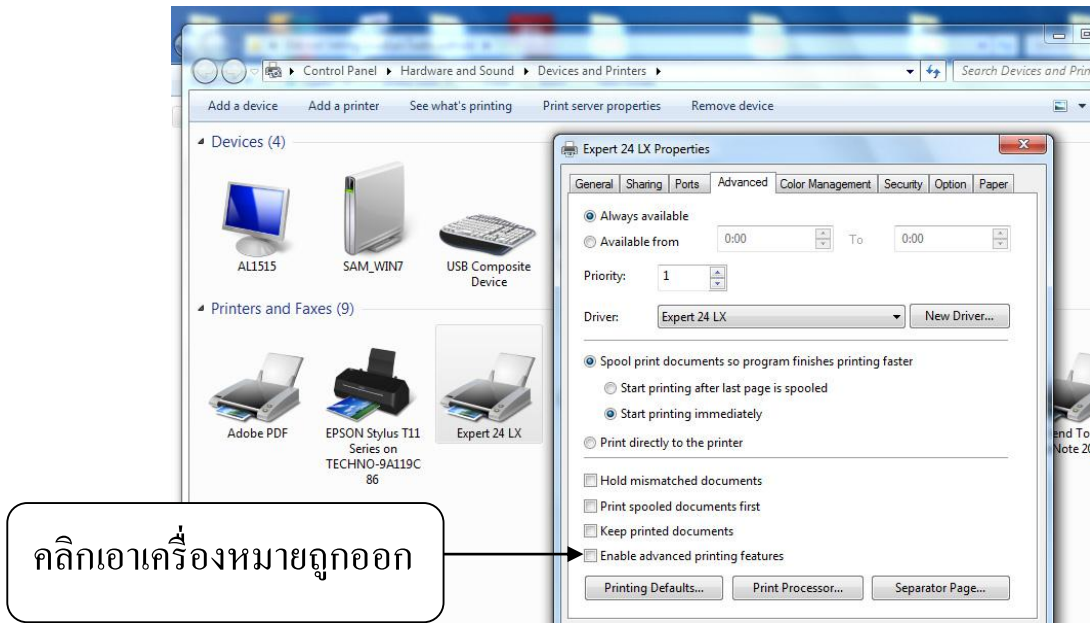 Control Panel ▸ Hardware and Sound ▸ Devices and Printers ▸
Search Devices and Prin
Add a device Add a printer See what's printing Print server properties Remove device
Devices (4)
AL1515
SAM_WIN7
USB Composite
Device
Printers and Faxes (9)
Adobe PDF
EPSON Stylus T11
Series on
TECHNO-9A119C
86
Expert 24 LX
end To
Note 20
Expert 24 LX Properties
General Sharing Ports Advanced Color Management Security Option Paper
Always available
Available from 0:00 To 0:00
Priority: 1
Driver: Expert 24 LX New Driver...
Spool print documents so program finishes printing faster
Start printing after last page is spooled
Start printing immediately
Print directly to the printer
Hold mismatched documents
Print spooled documents first
Keep printed documents
Enable advanced printing features
Printing Defaults... Print Processor... Separator Page...
คลิกเอาเครื่องหมายถูกออก